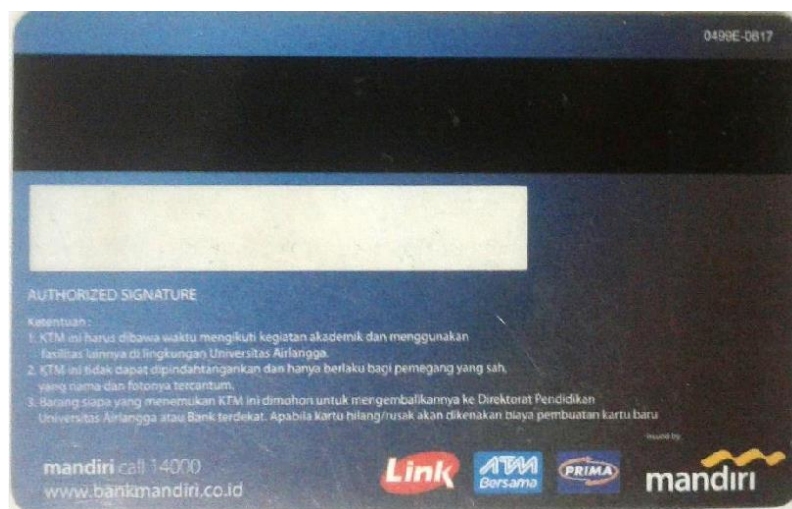 0499E-0817
AUTHORIZED SIGNATURE
Ketentuan :
1. KTM ini harus dibawa waktu mengikuti kegiatan akademik dan menggunakan
fasilitas lainnya di lingkungan Universitas Airlangga.
2. KTM ini tidak dapat dipindahtangankan dan hanya berlaku bagi pemegang yang sah,
yang nama dan fotonya tercantum.
3. Barang siapa yang menemukan KTM ini dimohon untuk mengembalikannya ke Direktorat Pendidikan
Universitas Airlangga atau Bank terdekat. Apabila kartu hilang/rusak akan dikenakan biaya pembuatan kartu baru
issued by
mandiri call 14000
www.bankmandiri.co.id
Link
ATM
Bersama
PRIMA
mandiri